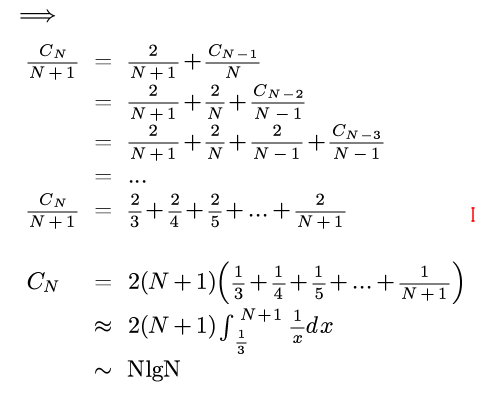 ⟹
C_N/(N + 1) = 2/(N + 1) + C_{N−1}/N
= 2/(N + 1) + 2/N + C_{N−2}/(N − 1)
= 2/(N + 1) + 2/N + 2/(N − 1) + C_{N−3}/(N − 1)
= ...
C_N/(N + 1) = 2/3 + 2/4 + 2/5 + ... + 2/(N + 1)
C_N = 2(N + 1)(1/3 + 1/4 + 1/5 + ... + 1/(N + 1))
≈ 2(N + 1) ∫_{1/3}^{N+1} 1/x dx
∼ NlgN